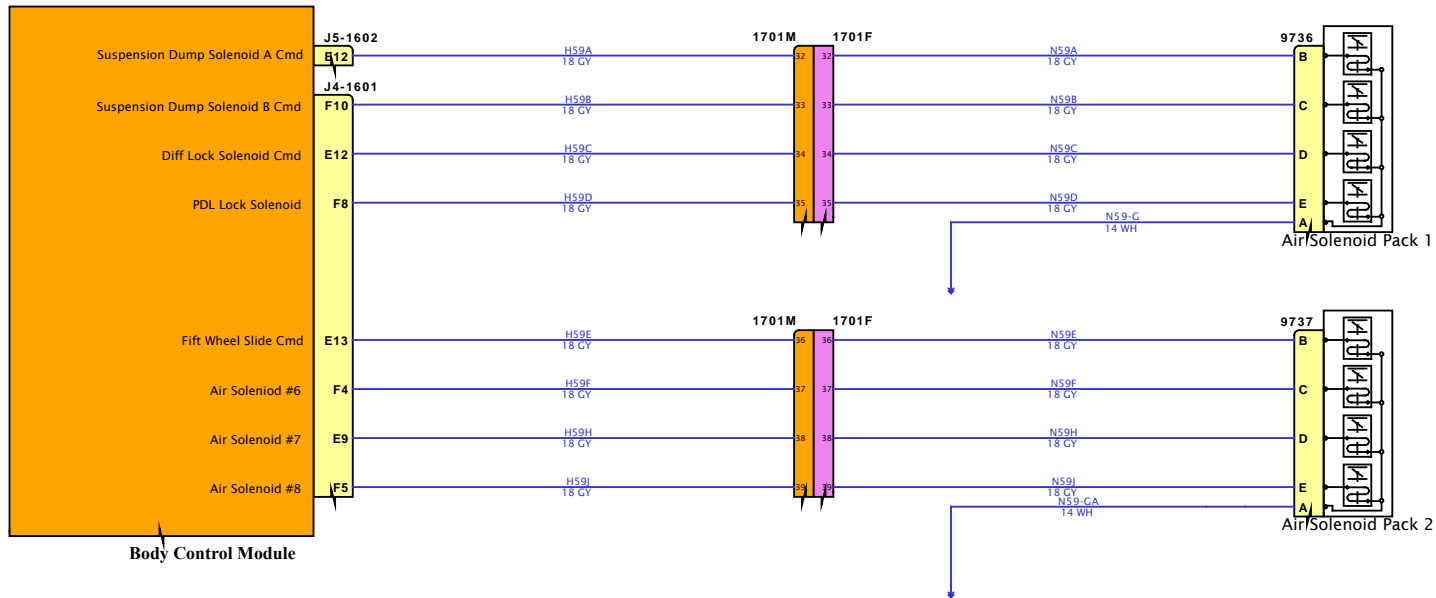 J5-1602
1701M 1701F
9736
Suspension Dump Solenoid A Cmd E12 H59A 32 32 N59A B
18 GY 18 GY
J4-1601
Suspension Dump Solenoid B Cmd F10 H59B 33 33 N59B C
18 GY 18 GY
Diff Lock Solenoid Cmd E12 H59C 34 34 N59C D
18 GY 18 GY
PDL Lock Solenoid F8 H59D 35 35 N59D E
18 GY 18 GY
N59-G A
14 WH
Air Solenoid Pack 1
1701M 1701F
9737
Fift Wheel Slide Cmd E13 H59E 36 36 N59E B
18 GY 18 GY
Air Soleniod #6 F4 H59F 37 37 N59F C
18 GY 18 GY
Air Solenoid #7 E9 H59H 38 38 N59H D
18 GY 18 GY
Air Solenoid #8 F5 H59J 39 39 N59J E
18 GY 18 GY
N59-GA A
14 WH
Air Solenoid Pack 2
Body Control Module